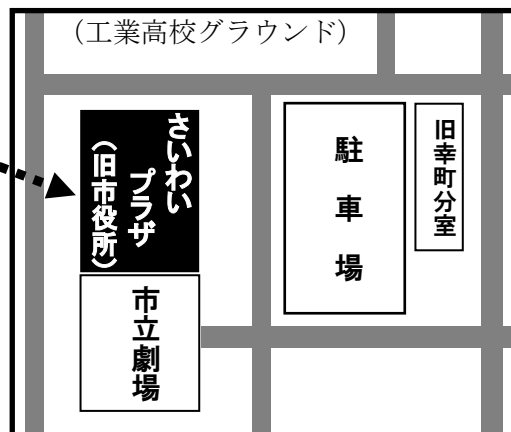 （工業高校グラウンド）
さいわい
プラザ
（旧市役所）
市立劇場
駐車場
旧幸町分室